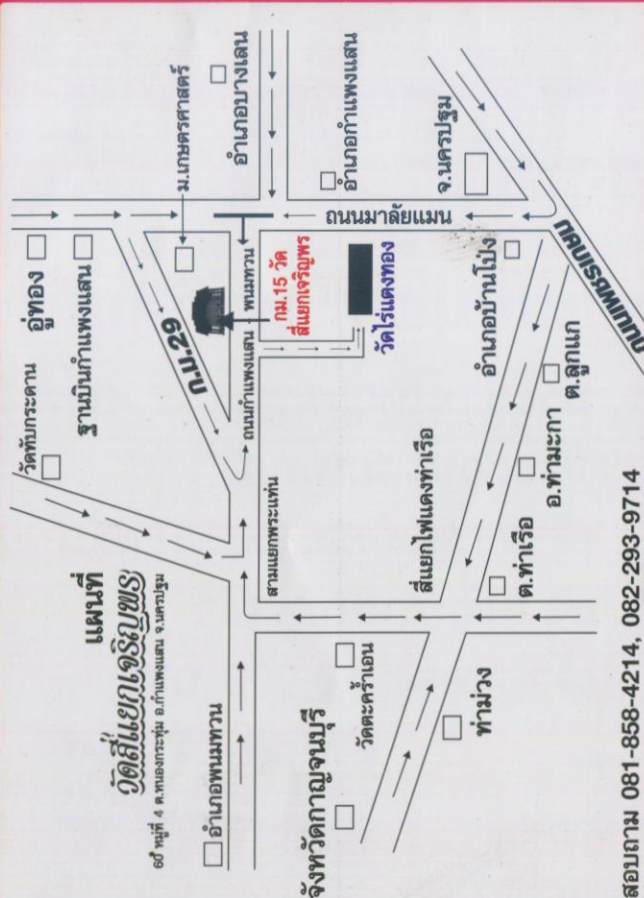 แผนที่
วัดสี่แยกเจริญพร
หมู่ที่ 4 ต.หนองกระทุ่ม อ.กำแพงแสน จ.นครปฐม
วัดทับกระดาน
อู่ทอง
ฐานบินกำแพงแสน
ม.เกษตรศาสตร์
อำเภอบางเลน
อำเภอกำแพงแสน
จ.นครปฐม
ถนนมาลัยแมน
ถนนเพชรเกษม
ก.ป.29
กม.15 วัด
สี่แยกเจริญพร
ถนนกำแพงแสน - พนมทวน
วัดไร่แตงทอง
อำเภอบ้านโป่ง
ต.ลูกแก
อ.ท่ามะกา
ต.ท่าเรือ
สี่แยกไฟแดงท่าเรือ
สามแยกพระแท่น
อำเภอพนมทวน
จังหวัดกาญจนบุรี
วัดตะคร้ำเอน
ท่าม่วง
สอบถาม 081-858-4214, 082-293-9714